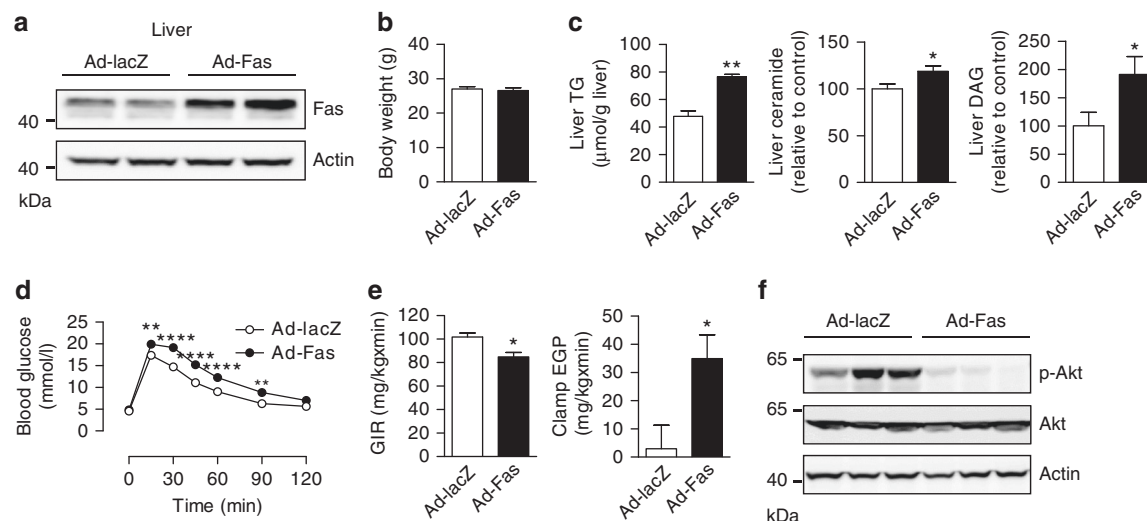 a
Liver
Ad-lacZ Ad-Fas
Fas
40
Actin
40
kDa
b
Body weight (g)
40
30
20
10
0
Ad-lacZ
Ad-Fas
c
Liver TG
(μmol/g liver)
100
80
60
40
20
0
Ad-lacZ
Ad-Fas
**
Liver ceramide
(relative to control)
150
125
100
75
50
*
Ad-lacZ
Ad-Fas
Liver DAG
(relative to control)
250
200
150
100
50
0
*
Ad-lacZ
Ad-Fas
d
Blood glucose
(mmol/l)
25
20
15
10
5
0
**
****
****
****
**
Ad-lacZ
Ad-Fas
0 30 60 90 120
Time (min)
e
GIR (mg/kgxmin)
120
100
80
60
40
20
0
*
Ad-lacZ
Ad-Fas
Clamp EGP
(mg/kgxmin)
50
40
30
20
10
0
*
Ad-lacZ
Ad-Fas
f
Ad-lacZ Ad-Fas
65
p-Akt
65
Akt
Actin
40
kDa